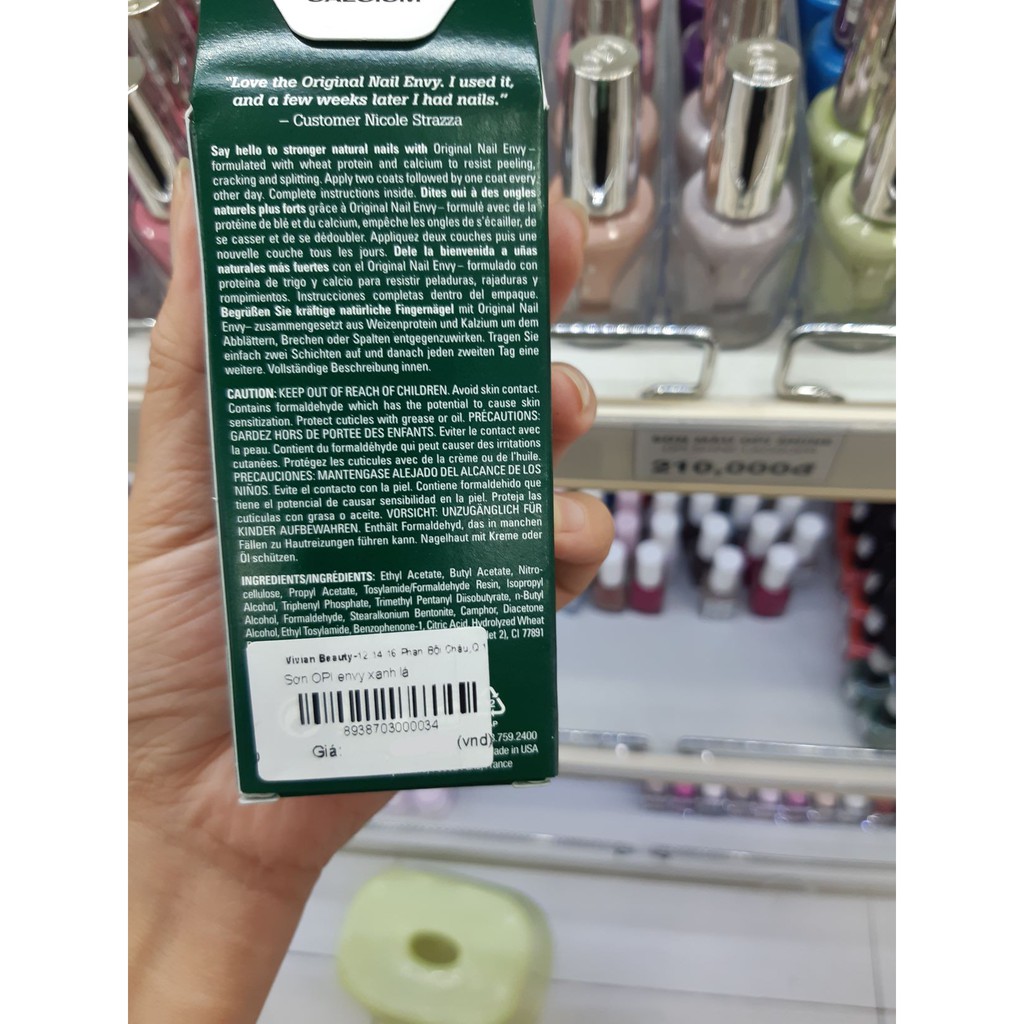 CALCIUM
"Love the Original Nail Envy. I used it,
and a few weeks later I had nails."
– Customer Nicole Strazza
Say hello to stronger natural nails with Original Nail Envy –
formulated with wheat protein and calcium to resist peeling,
cracking and splitting. Apply two coats followed by one coat every
other day. Complete instructions inside. Dites oui à des ongles
naturels plus forts grâce à Original Nail Envy– formulé avec de la
protéine de blé et du calcium, empêche les ongles de s'écailler, de
se casser et de se dédoubler. Appliquez deux couches puis une
nouvelle couche tous les jours. Dele la bienvenida a uñas
naturales más fuertes con el Original Nail Envy – formulado con
proteina de trigo y calcio para resistir peladuras, rajaduras y
rompimientos. Instrucciones completas dentro del empaque.
Begrüßen Sie kräftige natürliche Fingernägel mit Original Nail
Envy– zusammengesetzt aus Weizenprotein und Kalzium um dem
Abblättern, Brechen oder Spalten entgegenzuwirken. Tragen Sie
einfach zwei Schichten auf und danach jeden zweiten Tag eine
weitere. Vollständige Beschreibung innen.
CAUTION: KEEP OUT OF REACH OF CHILDREN. Avoid skin contact.
Contains formaldehyde which has the potential to cause skin
sensitization. Protect cuticles with grease or oil. PRÉCAUTIONS:
GARDEZ HORS DE PORTEE DES ENFANTS. Eviter le contact avec
la peau. Contient du formaldéhyde qui peut causer des irritations
cutanées. Protégez les cuticules avec de la crème ou de l'huile.
PRECAUCIONES: MANTENGASE ALEJADO DEL ALCANCE DE LOS
NIÑOS. Evite el contacto con la piel. Contiene formaldehido que
tiene el potencial de causar sensibilidad en la piel. Proteja las
cuticulas con grasa o aceite. VORSICHT: UNZUGÄNGLICH FÜR
KINDER AUFBEWAHREN. Enthält Formaldehyd, das in manchen
Fällen zu Hautreizungen führen kann. Nagelhaut mit Kreme oder
Öl schützen.
INGREDIENTS/INGRÉDIENTS: Ethyl Acetate, Butyl Acetate, Nitro-
cellulose, Propyl Acetate, Tosylamide/Formaldehyde Resin, Isopropyl
Alcohol, Triphenyl Phosphate, Trimethyl Pentanyl Diisobutyrate, n-Butyl
Alcohol, Formaldehyde, Stearalkonium Bentonite, Camphor, Diacetone
Alcohol, Ethyl Tosylamide, Benzophenone-1, Citric Acid, Hydrolyzed Wheat
2), CI 77891
Vivian Beauty-12 14 16 Phan Bội Châu,Q 1
Sơn OPi envy xanh lá
8938703000034
Giá: (vnd)
.759.2400
in USA
210,000đ